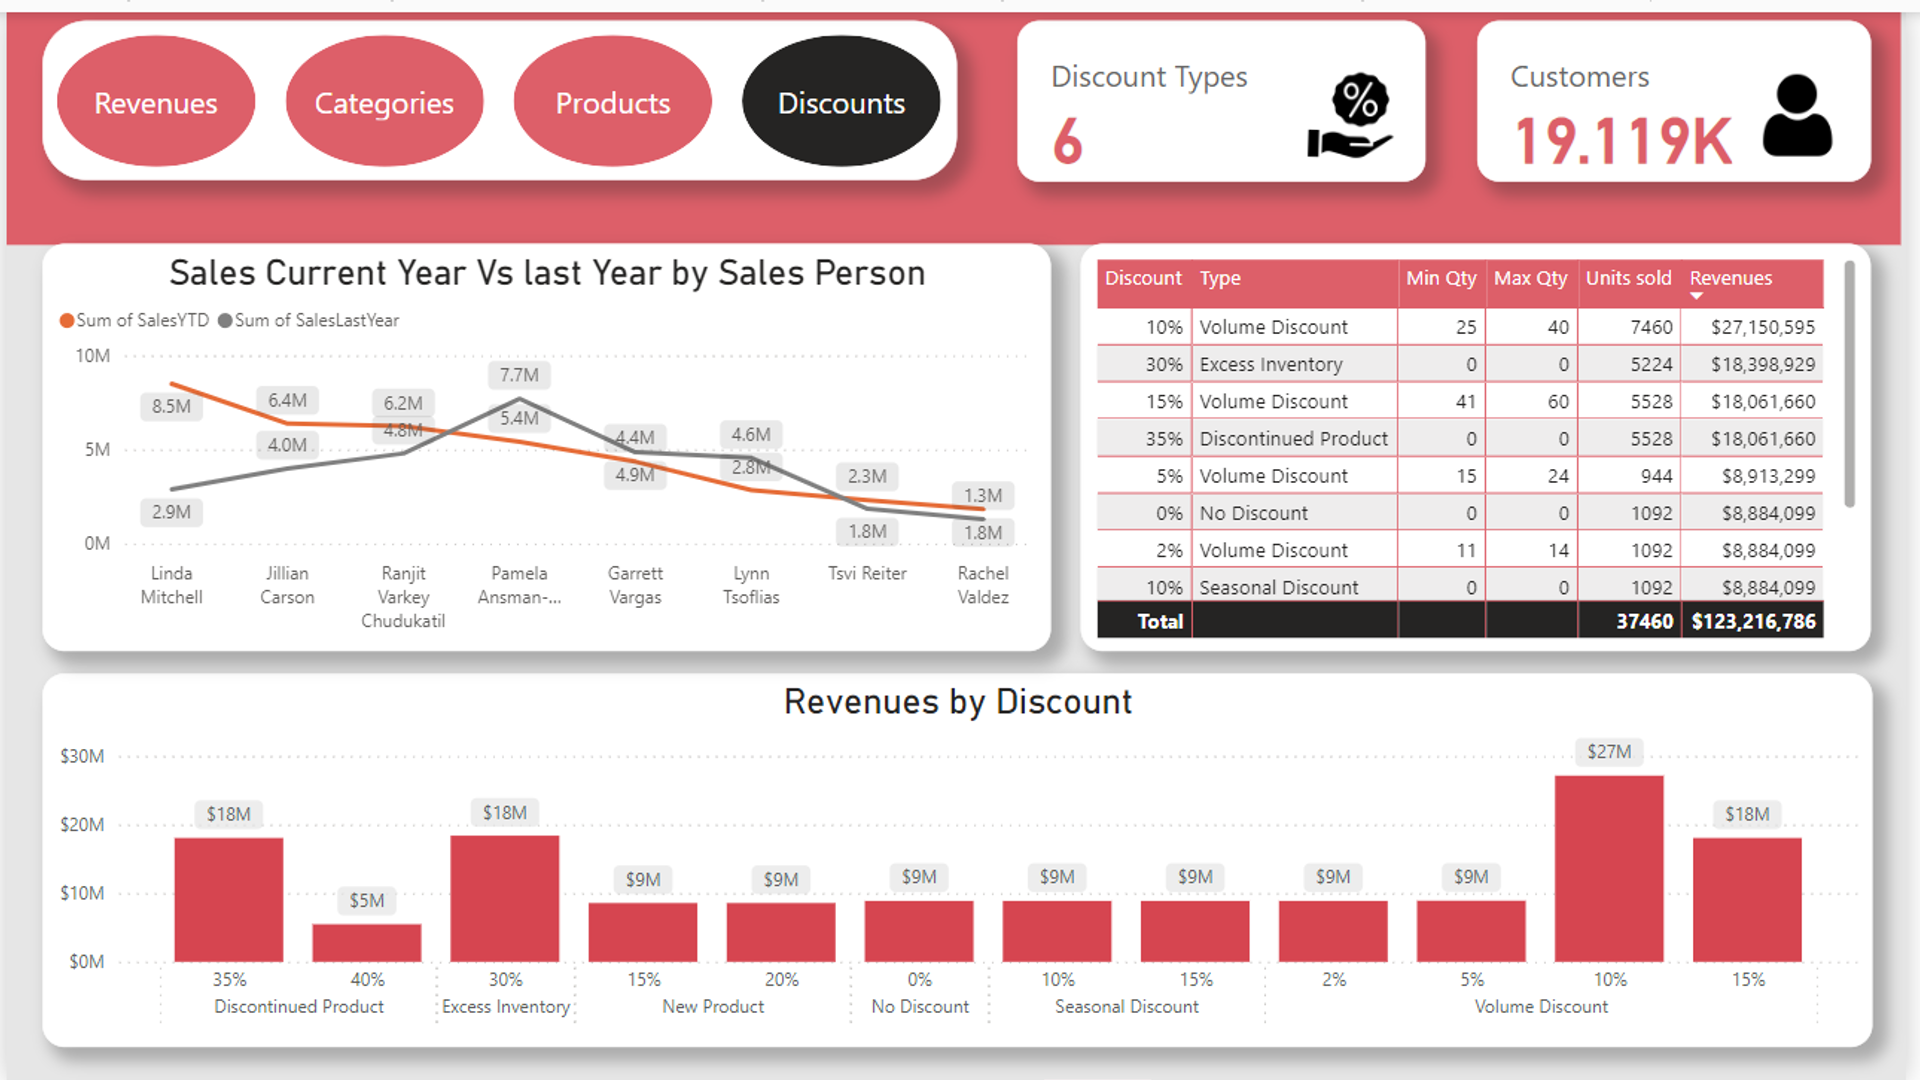 Revenues Categories Products Discounts
Discount Types
6
Customers
19.119K
Sales Current Year Vs last Year by Sales Person
Sum of SalesYTD Sum of SalesLastYear
10M
5M
0M
8.5M 6.4M 6.2M 5.4M 4.4M 2.8M 2.3M 1.3M
2.9M 4.0M 4.8M 7.7M 4.9M 4.6M 1.8M 1.8M
Linda Mitchell
Jillian Carson
Ranjit Varkey Chudukatil
Pamela Ansman-...
Garrett Vargas
Lynn Tsoflias
Tsvi Reiter
Rachel Valdez
Discount Type Min Qty Max Qty Units sold Revenues
10% Volume Discount 25 40 7460 $27,150,595
30% Excess Inventory 0 0 5224 $18,398,929
15% Volume Discount 41 60 5528 $18,061,660
35% Discontinued Product 0 0 5528 $18,061,660
5% Volume Discount 15 24 944 $8,913,299
0% No Discount 0 0 1092 $8,884,099
2% Volume Discount 11 14 1092 $8,884,099
10% Seasonal Discount 0 0 1092 $8,884,099
Total 37460 $123,216,786
Revenues by Discount
$30M
$20M
$10M
$0M
$18M $5M $18M $9M $9M $9M $9M $9M $9M $9M $27M $18M
35% 40% 30% 15% 20% 0% 10% 15% 2% 5% 10% 15%
Discontinued Product Excess Inventory New Product No Discount Seasonal Discount Volume Discount